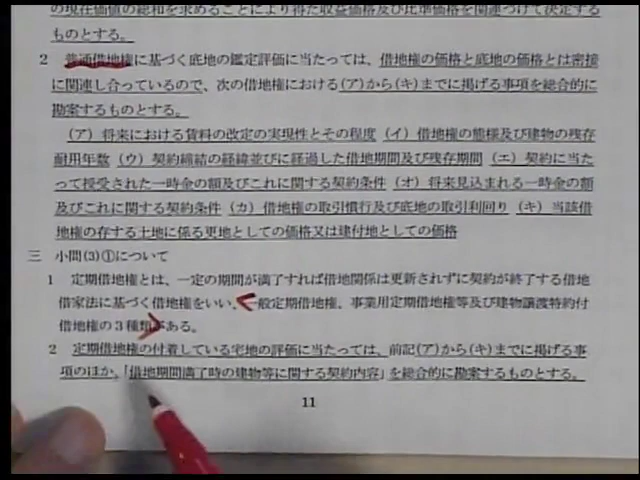 の現在価値の総和を求めることにより得た収益価格及び比準価格を関連づけて決定する
ものとする。
2 普通借地権に基づく底地の鑑定評価に当たっては、借地権の価格と底地の価格とは密接
に関連し合っているので、次の借地権における(ア)から(キ)までに掲げる事項を総合的に
勘案するものとする。
(ア) 将来における賃料の改定の実現性とその程度 (イ) 借地権の態様及び建物の残存
耐用年数 (ウ) 契約締結の経緯並びに経過した借地期間及び残存期間 (エ) 契約に当た
って授受された一時金の額及びこれに関する契約条件 (オ) 将来見込まれる一時金の額
及びこれに関する契約条件 (カ) 借地権の取引慣行及び底地の取引利回り (キ) 当該借
地権の存する土地に係る更地としての価格又は建付地としての価格
三 小問(3)①について
1 定期借地権とは、一定の期間が満了すれば借地関係は更新されずに契約が終了する借地
借家法に基づく借地権をいい、一般定期借地権、事業用定期借地権等及び建物譲渡特約付
借地権の3種類がある。
2 定期借地権の付着している宅地の評価に当たっては、前記(ア)から(キ)までに掲げる事
項のほか、「借地期間満了時の建物等に関する契約内容」を総合的に勘案するものとする。
11